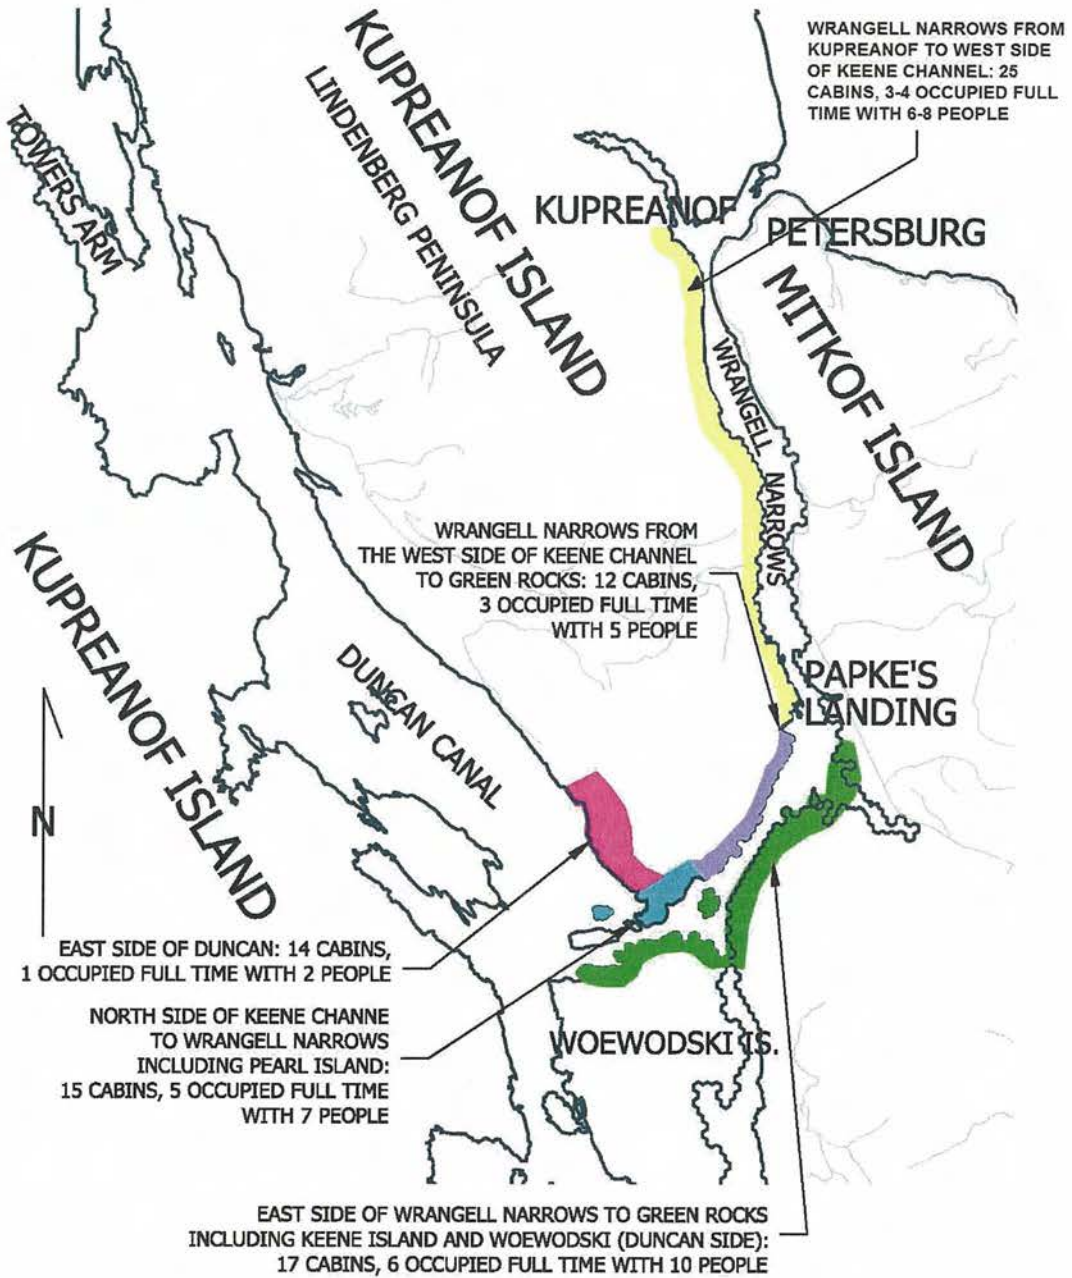 WRANGELL NARROWS FROM
KUPREANOF TO WEST SIDE
OF KEENE CHANNEL: 25
CABINS, 3-4 OCCUPIED FULL
TIME WITH 6-8 PEOPLE
KUPREANOF ISLAND
LINDENBERG PENINSULA
TOWERS ARM
KUPREANOF
PETERSBURG
MITKOF ISLAND
WRANGELL NARROWS
WRANGELL NARROWS FROM
THE WEST SIDE OF KEENE CHANNEL
TO GREEN ROCKS: 12 CABINS,
3 OCCUPIED FULL TIME
WITH 5 PEOPLE
KUPREANOF ISLAND
DUNCAN CANAL
PAPKE'S
LANDING
N
EAST SIDE OF DUNCAN: 14 CABINS,
1 OCCUPIED FULL TIME WITH 2 PEOPLE
NORTH SIDE OF KEENE CHANNE
TO WRANGELL NARROWS
INCLUDING PEARL ISLAND:
15 CABINS, 5 OCCUPIED FULL TIME
WITH 7 PEOPLE
WOEWODSKI IS.
EAST SIDE OF WRANGELL NARROWS TO GREEN ROCKS
INCLUDING KEENE ISLAND AND WOEWODSKI (DUNCAN SIDE):
17 CABINS, 6 OCCUPIED FULL TIME WITH 10 PEOPLE